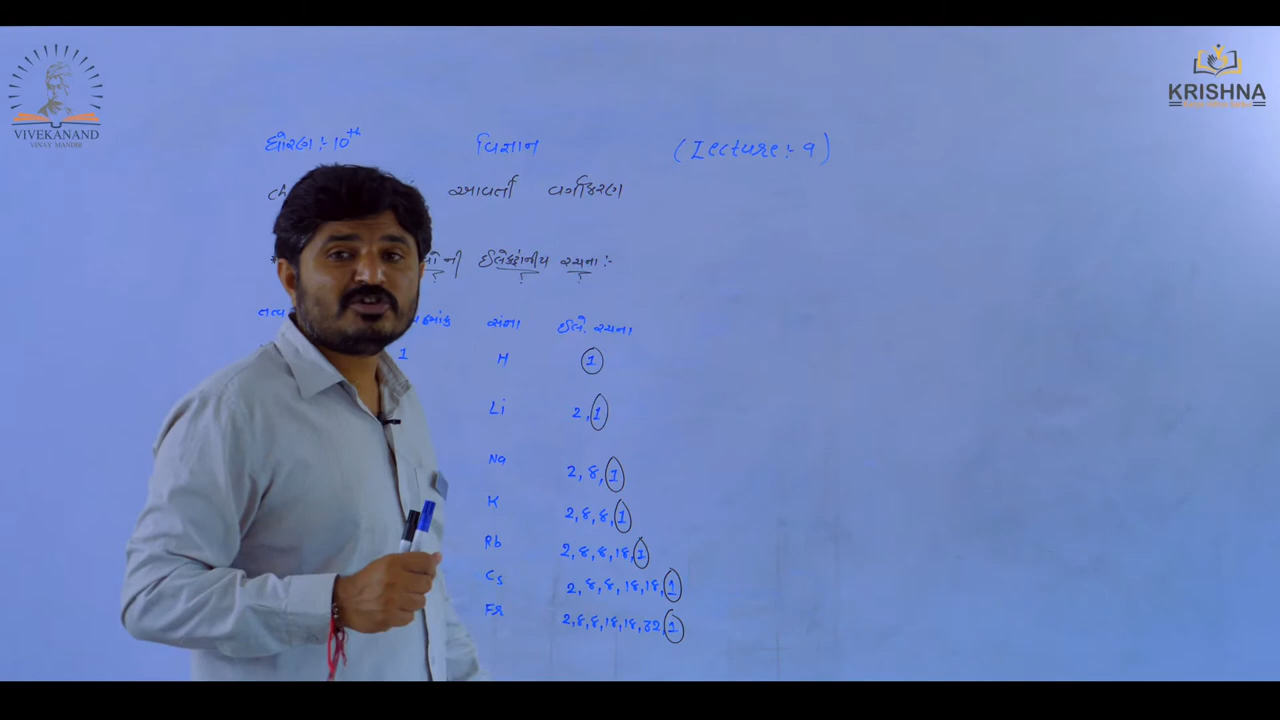 VIVEKANAND
VINAY MANDIR
KRISHNA
ધોરણ :- 10th વિજ્ઞાન (Lecture :- 9)
આવર્તી વર્ગીકરણ
ની ઈલેક્ટ્રોનીય રચના :-
તત્વ સંજ્ઞા ઈલે. રચના
1 H 1
Li 2, 1
Na 2, 8, 1
K 2, 8, 8, 1
Rb 2, 8, 8, 18, 1
Cs 2, 8, 8, 18, 18, 1
Fr 2, 8, 8, 18, 18, 32, 1